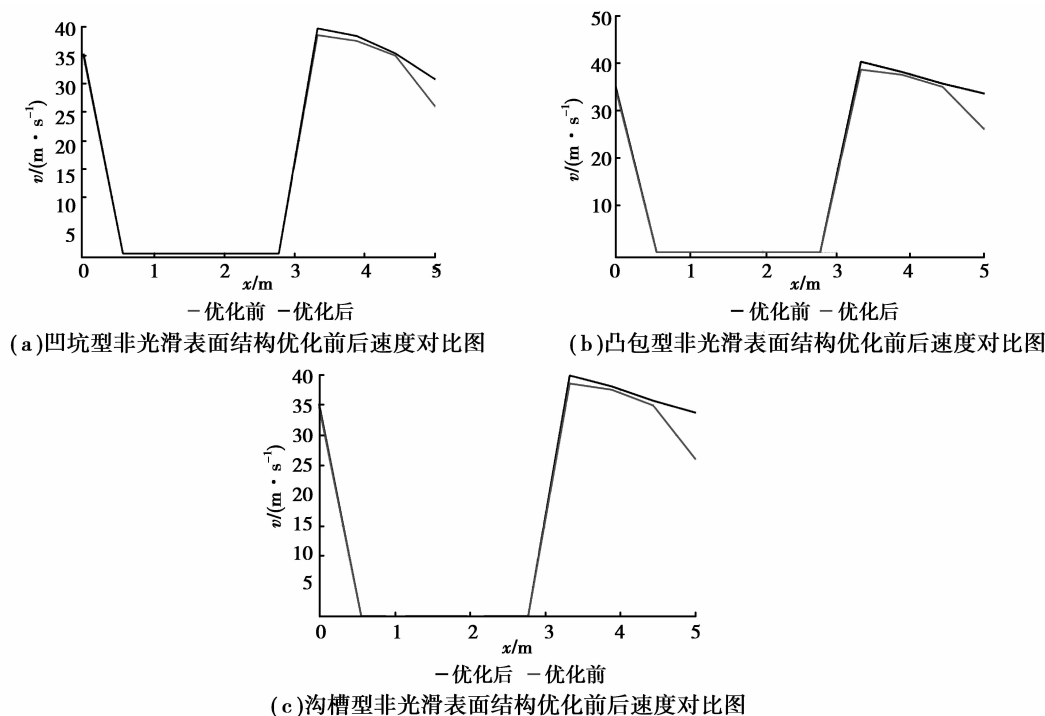 40
35
30
25
20
15
10
5
v/(m·s⁻¹)
0 1 2 3 4 5
x/m
—优化前 —优化后
(a)凹坑型非光滑表面结构优化前后速度对比图
50
40
30
20
10
v/(m·s⁻¹)
0 1 2 3 4 5
x/m
—优化前 —优化后
(b)凸包型非光滑表面结构优化前后速度对比图
40
35
30
25
20
15
10
5
v/(m·s⁻¹)
0 1 2 3 4 5
x/m
—优化后 —优化前
(c)沟槽型非光滑表面结构优化前后速度对比图